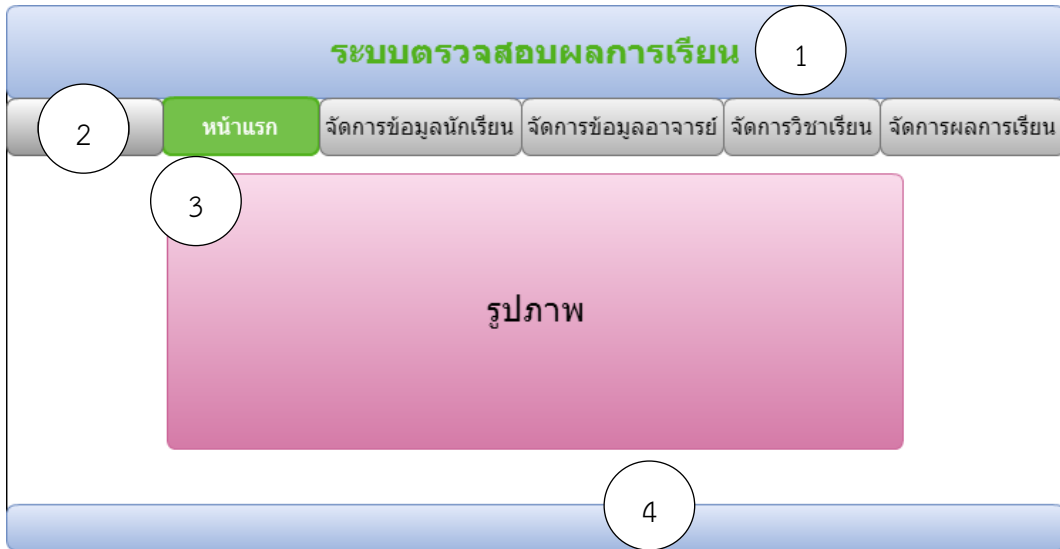 ระบบตรวจสอบผลการเรียน 1
2 หน้าแรก จัดการข้อมูลนักเรียน จัดการข้อมูลอาจารย์ จัดการวิชาเรียน จัดการผลการเรียน
3
รูปภาพ
4